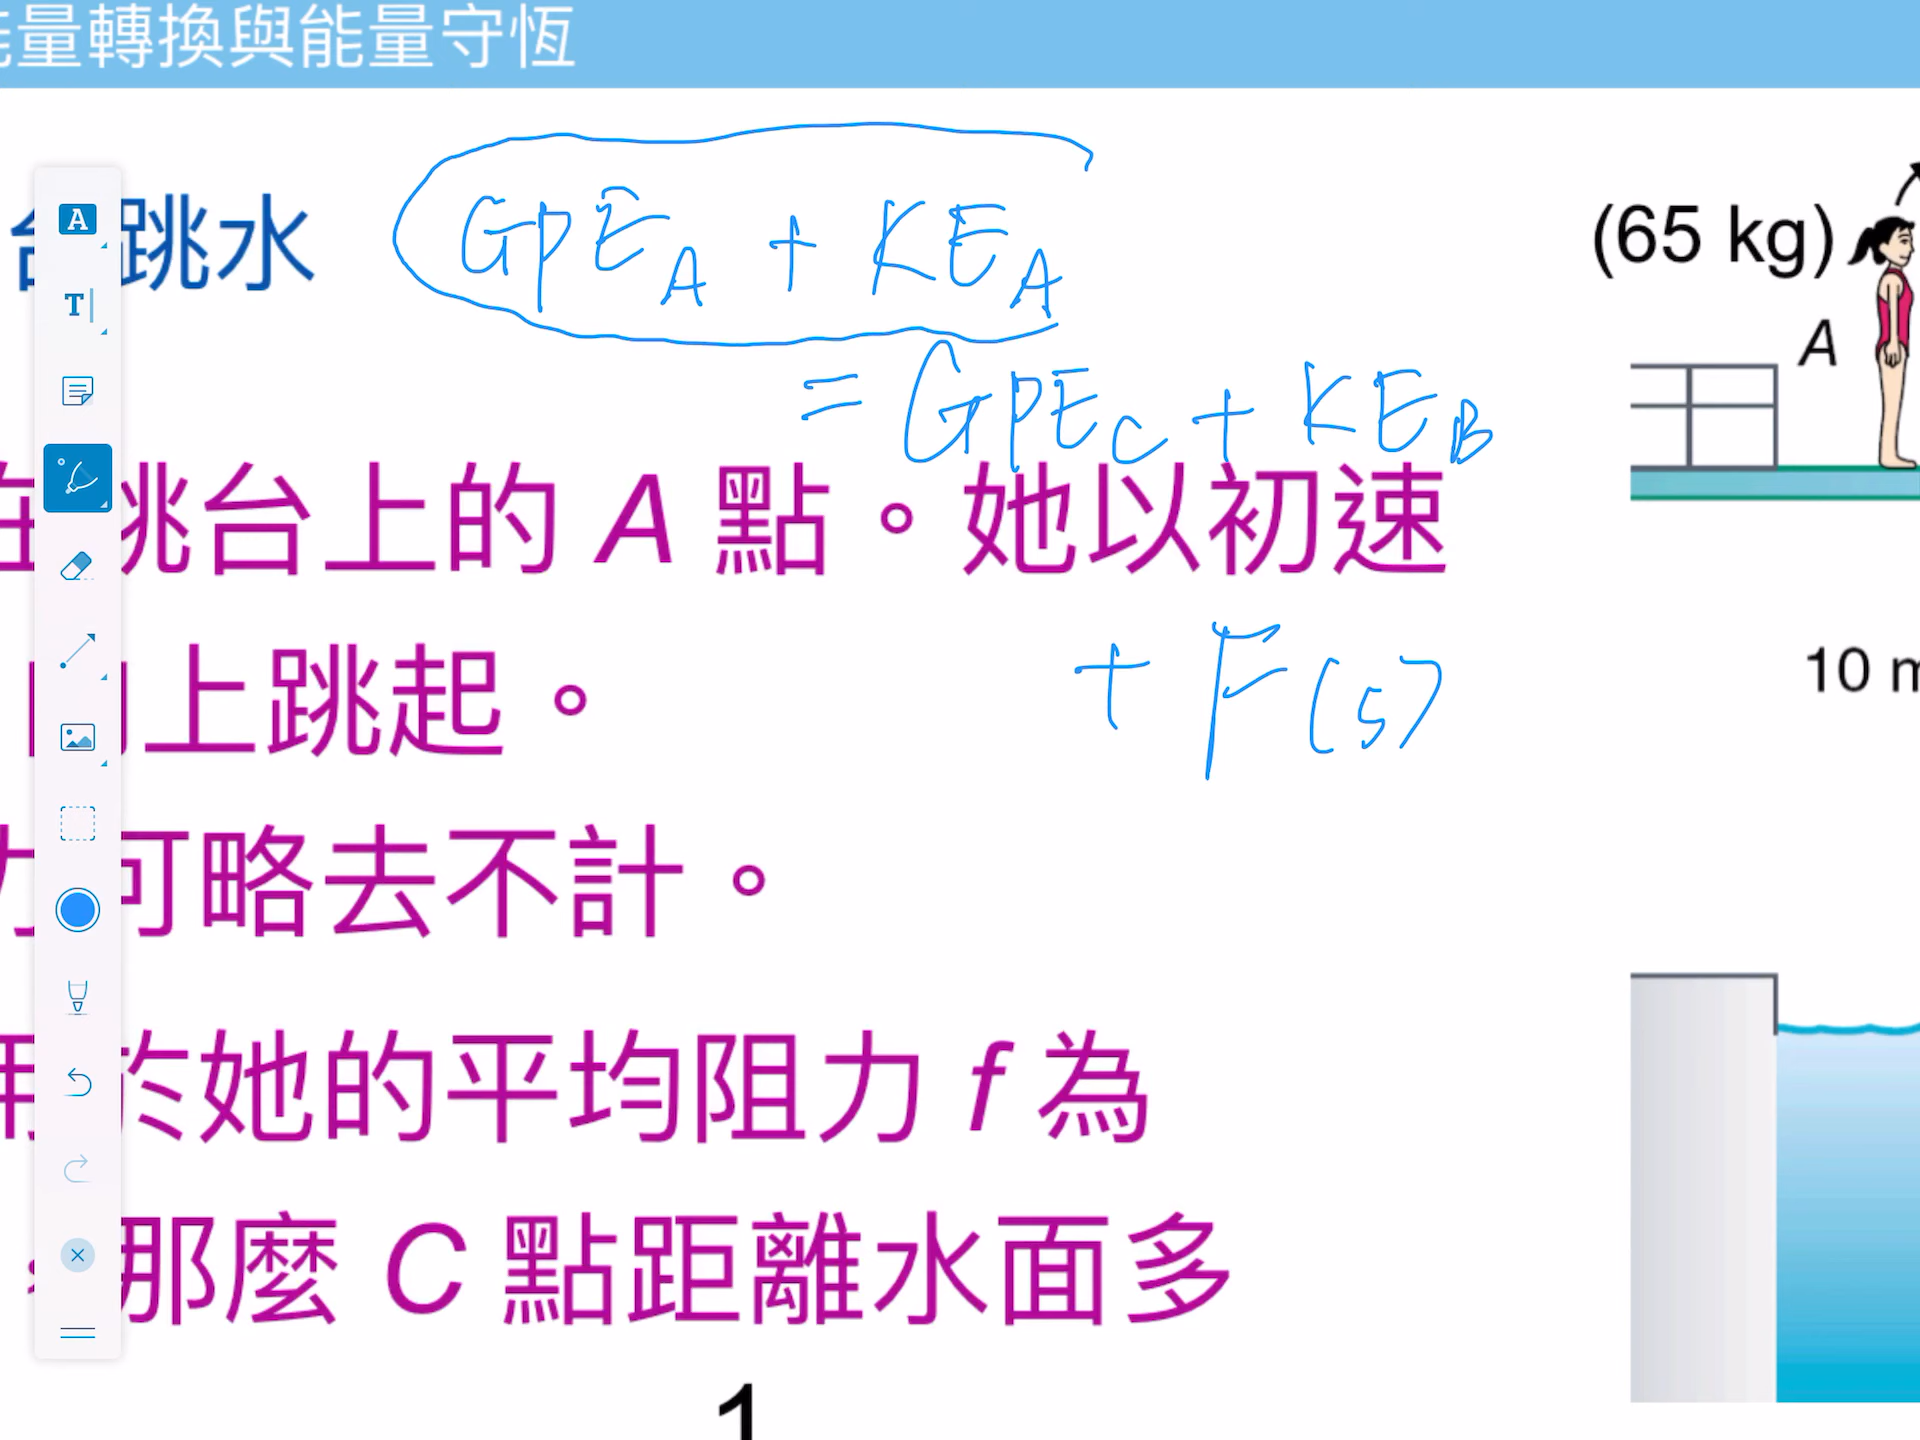 量轉換與能量守恆
跳水
GPE_A + KE_A
= GPE_C + KE_B
(65 kg)
A
跳台上的 A 點。她以初速
+ F(s)
上跳起。
10 m
可略去不計。
於她的平均阻力 f 為
那麼 C 點距離水面多
1
A
T